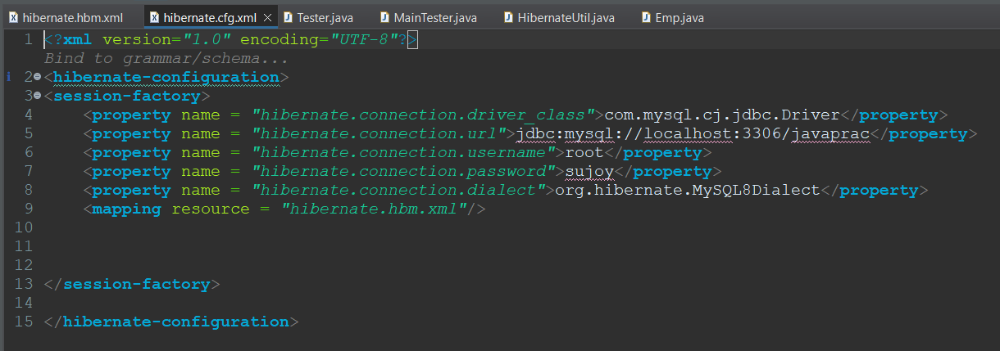 hibernate.hbm.xml hibernate.cfg.xml Tester.java MainTester.java HibernateUtil.java Emp.java
1 <?xml version="1.0" encoding="UTF-8"?>
Bind to grammar/schema...
2 <hibernate-configuration>
3 <session-factory>
4 <property name = "hibernate.connection.driver_class">com.mysql.cj.jdbc.Driver</property>
5 <property name = "hibernate.connection.url">jdbc:mysql://localhost:3306/javaprac</property>
6 <property name = "hibernate.connection.username">root</property>
7 <property name = "hibernate.connection.password">sujoy</property>
8 <property name = "hibernate.connection.dialect">org.hibernate.MySQL8Dialect</property>
9 <mapping resource = "hibernate.hbm.xml"/>
10
11
12
13 </session-factory>
14
15 </hibernate-configuration>